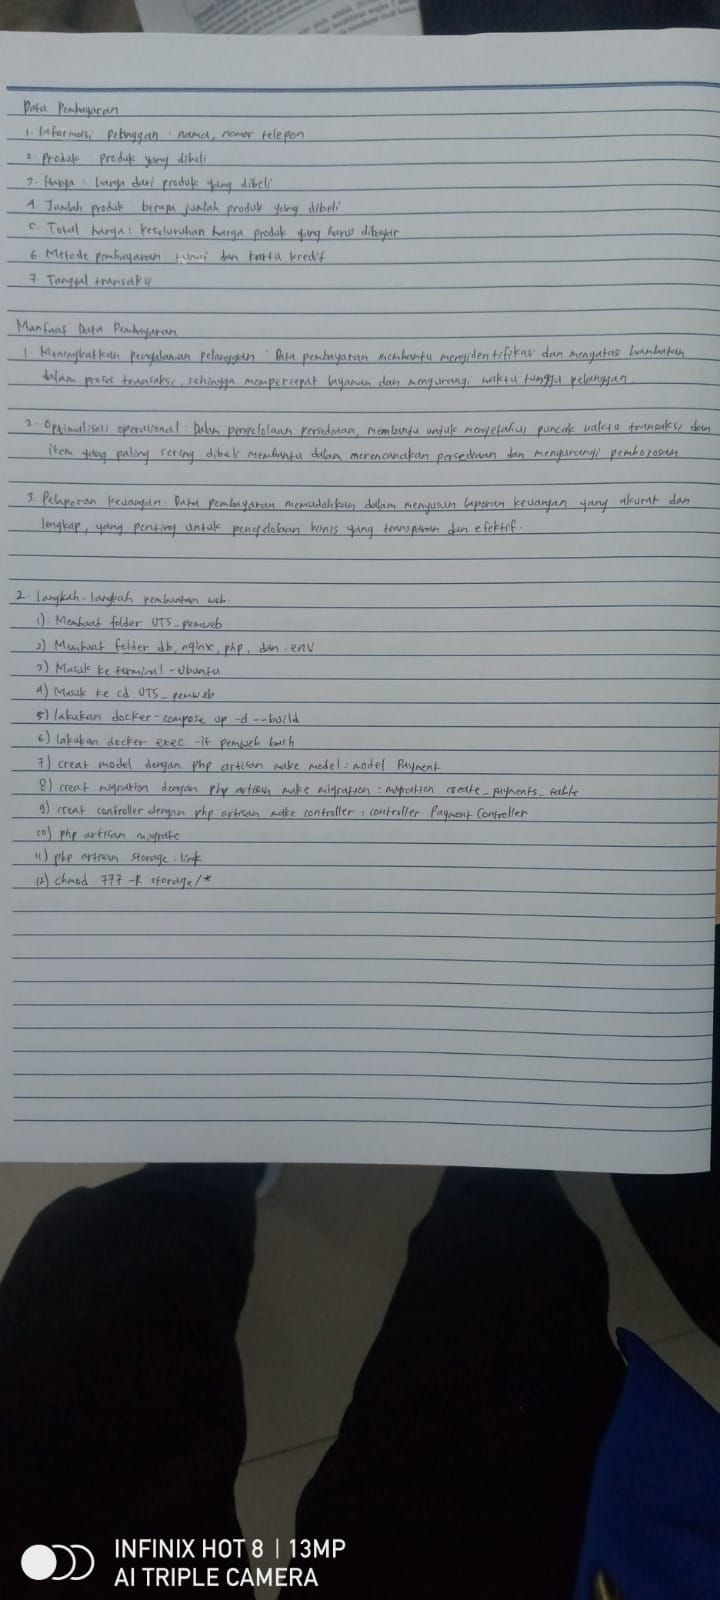 Data Pembayaran
1. Informasi pelanggan : nama, nomor telepon
2. Produk : produk yang dibeli
3. Harga : harga dari produk yang dibeli
4. Jumlah produk : berapa jumlah produk yang dibeli
5. Total harga : keseluruhan harga produk yang harus dibayar
6. Metode pembayaran tunai dan kartu kredit
7. Tanggal transaksi
Manfaat Data Pembayaran
1. Meningkatkan pengalaman pelanggan : Data pembayaran membantu mengidentifikasi dan mengatasi hambatan
dalam proses transaksi, sehingga mempercepat layanan dan mengurangi waktu tunggu pelanggan.
2. Optimalisasi operasional : Dalam pengelolaan persediaan, membantu untuk mengetahui puncak waktu transaksi dan
item yang paling sering dibeli membantu dalam merencanakan persediaan dan mengurangi pemborosan
3. Pelaporan keuangan : Data pembayaran memudahkan dalam menyusun laporan keuangan yang akurat dan
lengkap, yang penting untuk pengelolaan bisnis yang transparan dan efektif.
2. langkah-langkah pembuatan web.
1). Membuat folder UTS_pemweb
2) Membuat folder db, nginx, php, dan .env
3) Masuk ke terminal - Ubuntu
4) Masuk ke cd UTS_pemweb
5) lakukan docker-compose up -d --build
6) lakukan docker exec -it pemweb bash
7) creat model dengan php artisan make model : model Payment
8) creat migration dengan php artisan make migration : migration create_payments_table
9) creat controller dengan php artisan make controller : controller Payment Controller
10) php artisan migrate
11) php artisan storage : link
12) chmod 777 -R storage/*
INFINIX HOT 8 | 13MP
AI TRIPLE CAMERA